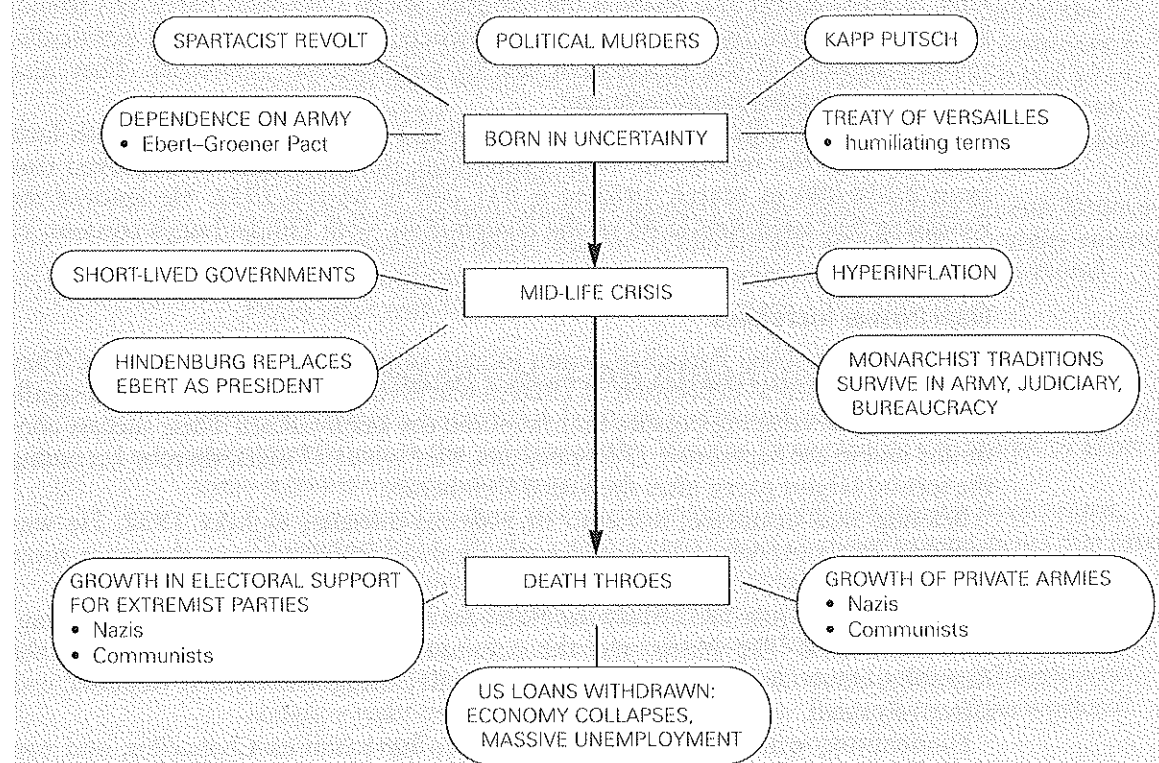 SPARTACIST REVOLT
POLITICAL MURDERS
KAPP PUTSCH
DEPENDENCE ON ARMY
• Ebert–Groener Pact
BORN IN UNCERTAINTY
TREATY OF VERSAILLES
• humiliating terms
SHORT-LIVED GOVERNMENTS
MID-LIFE CRISIS
HYPERINFLATION
HINDENBURG REPLACES
EBERT AS PRESIDENT
MONARCHIST TRADITIONS
SURVIVE IN ARMY, JUDICIARY,
BUREAUCRACY
GROWTH IN ELECTORAL SUPPORT
FOR EXTREMIST PARTIES
• Nazis
• Communists
DEATH THROES
GROWTH OF PRIVATE ARMIES
• Nazis
• Communists
US LOANS WITHDRAWN:
ECONOMY COLLAPSES,
MASSIVE UNEMPLOYMENT